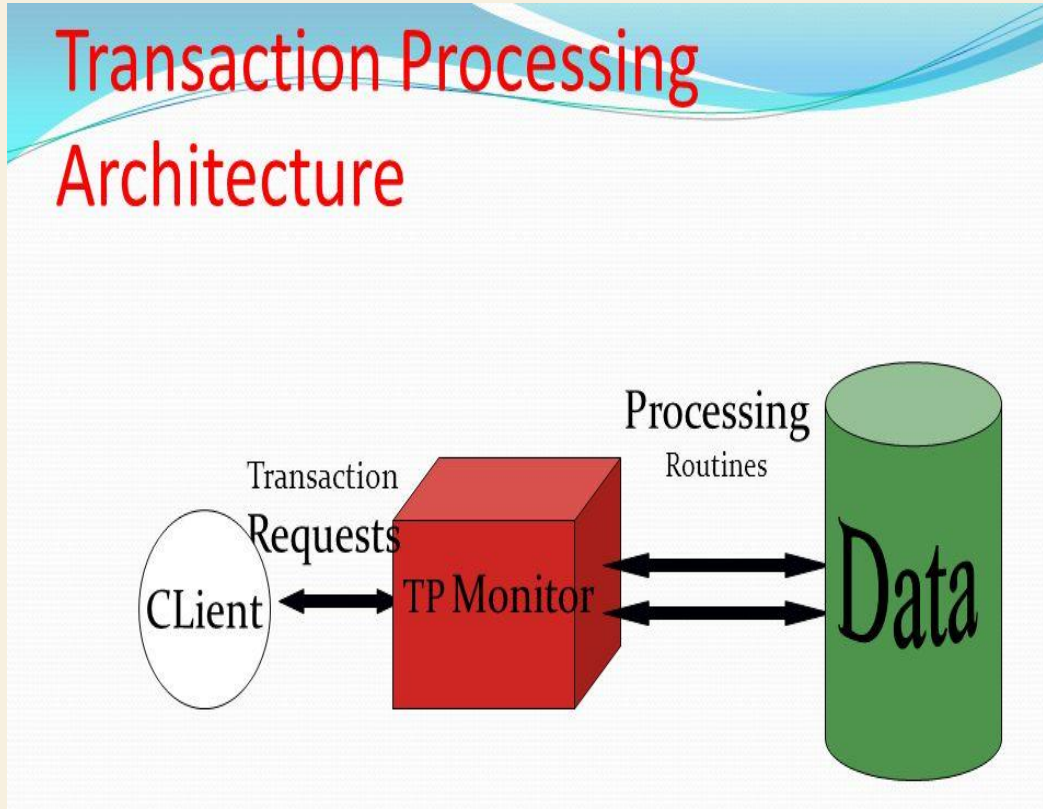 Transaction Processing
Architecture
Processing
Routines
Transaction
Requests
CLient
TP Monitor
Data